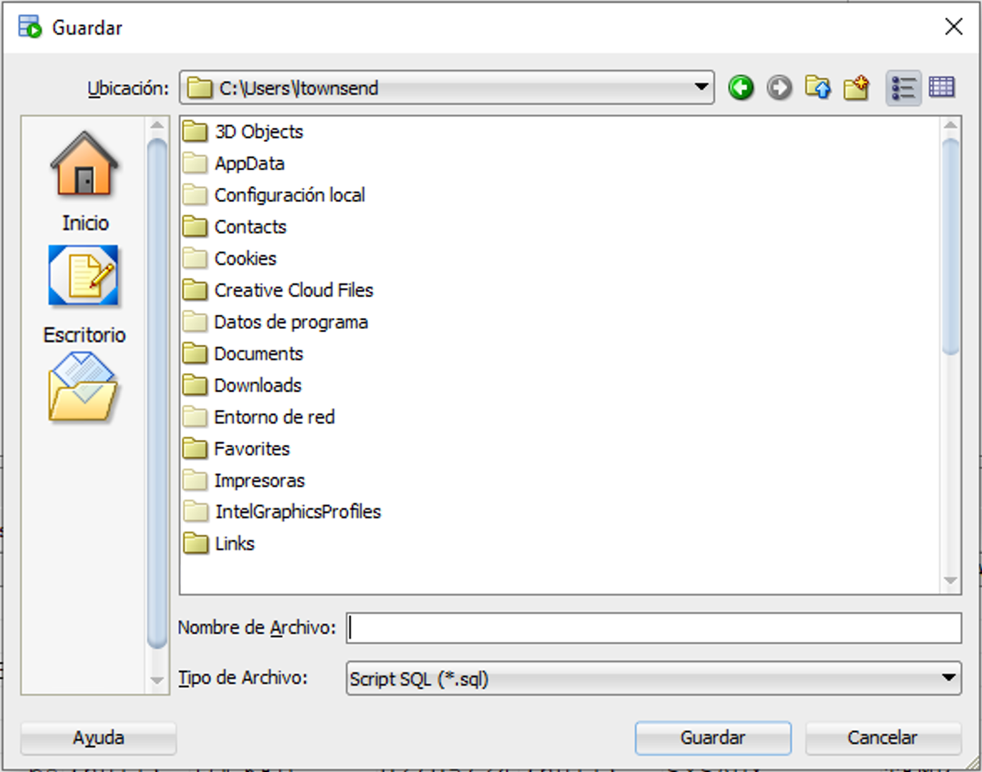 Guardar
Ubicación: C:\Users\ltownsend
3D Objects
AppData
Configuración local
Contacts
Cookies
Creative Cloud Files
Datos de programa
Documents
Downloads
Entorno de red
Favorites
Impresoras
IntelGraphicsProfiles
Links
Inicio
Escritorio
Nombre de Archivo:
Tipo de Archivo: Script SQL (*.sql)
Ayuda
Guardar
Cancelar